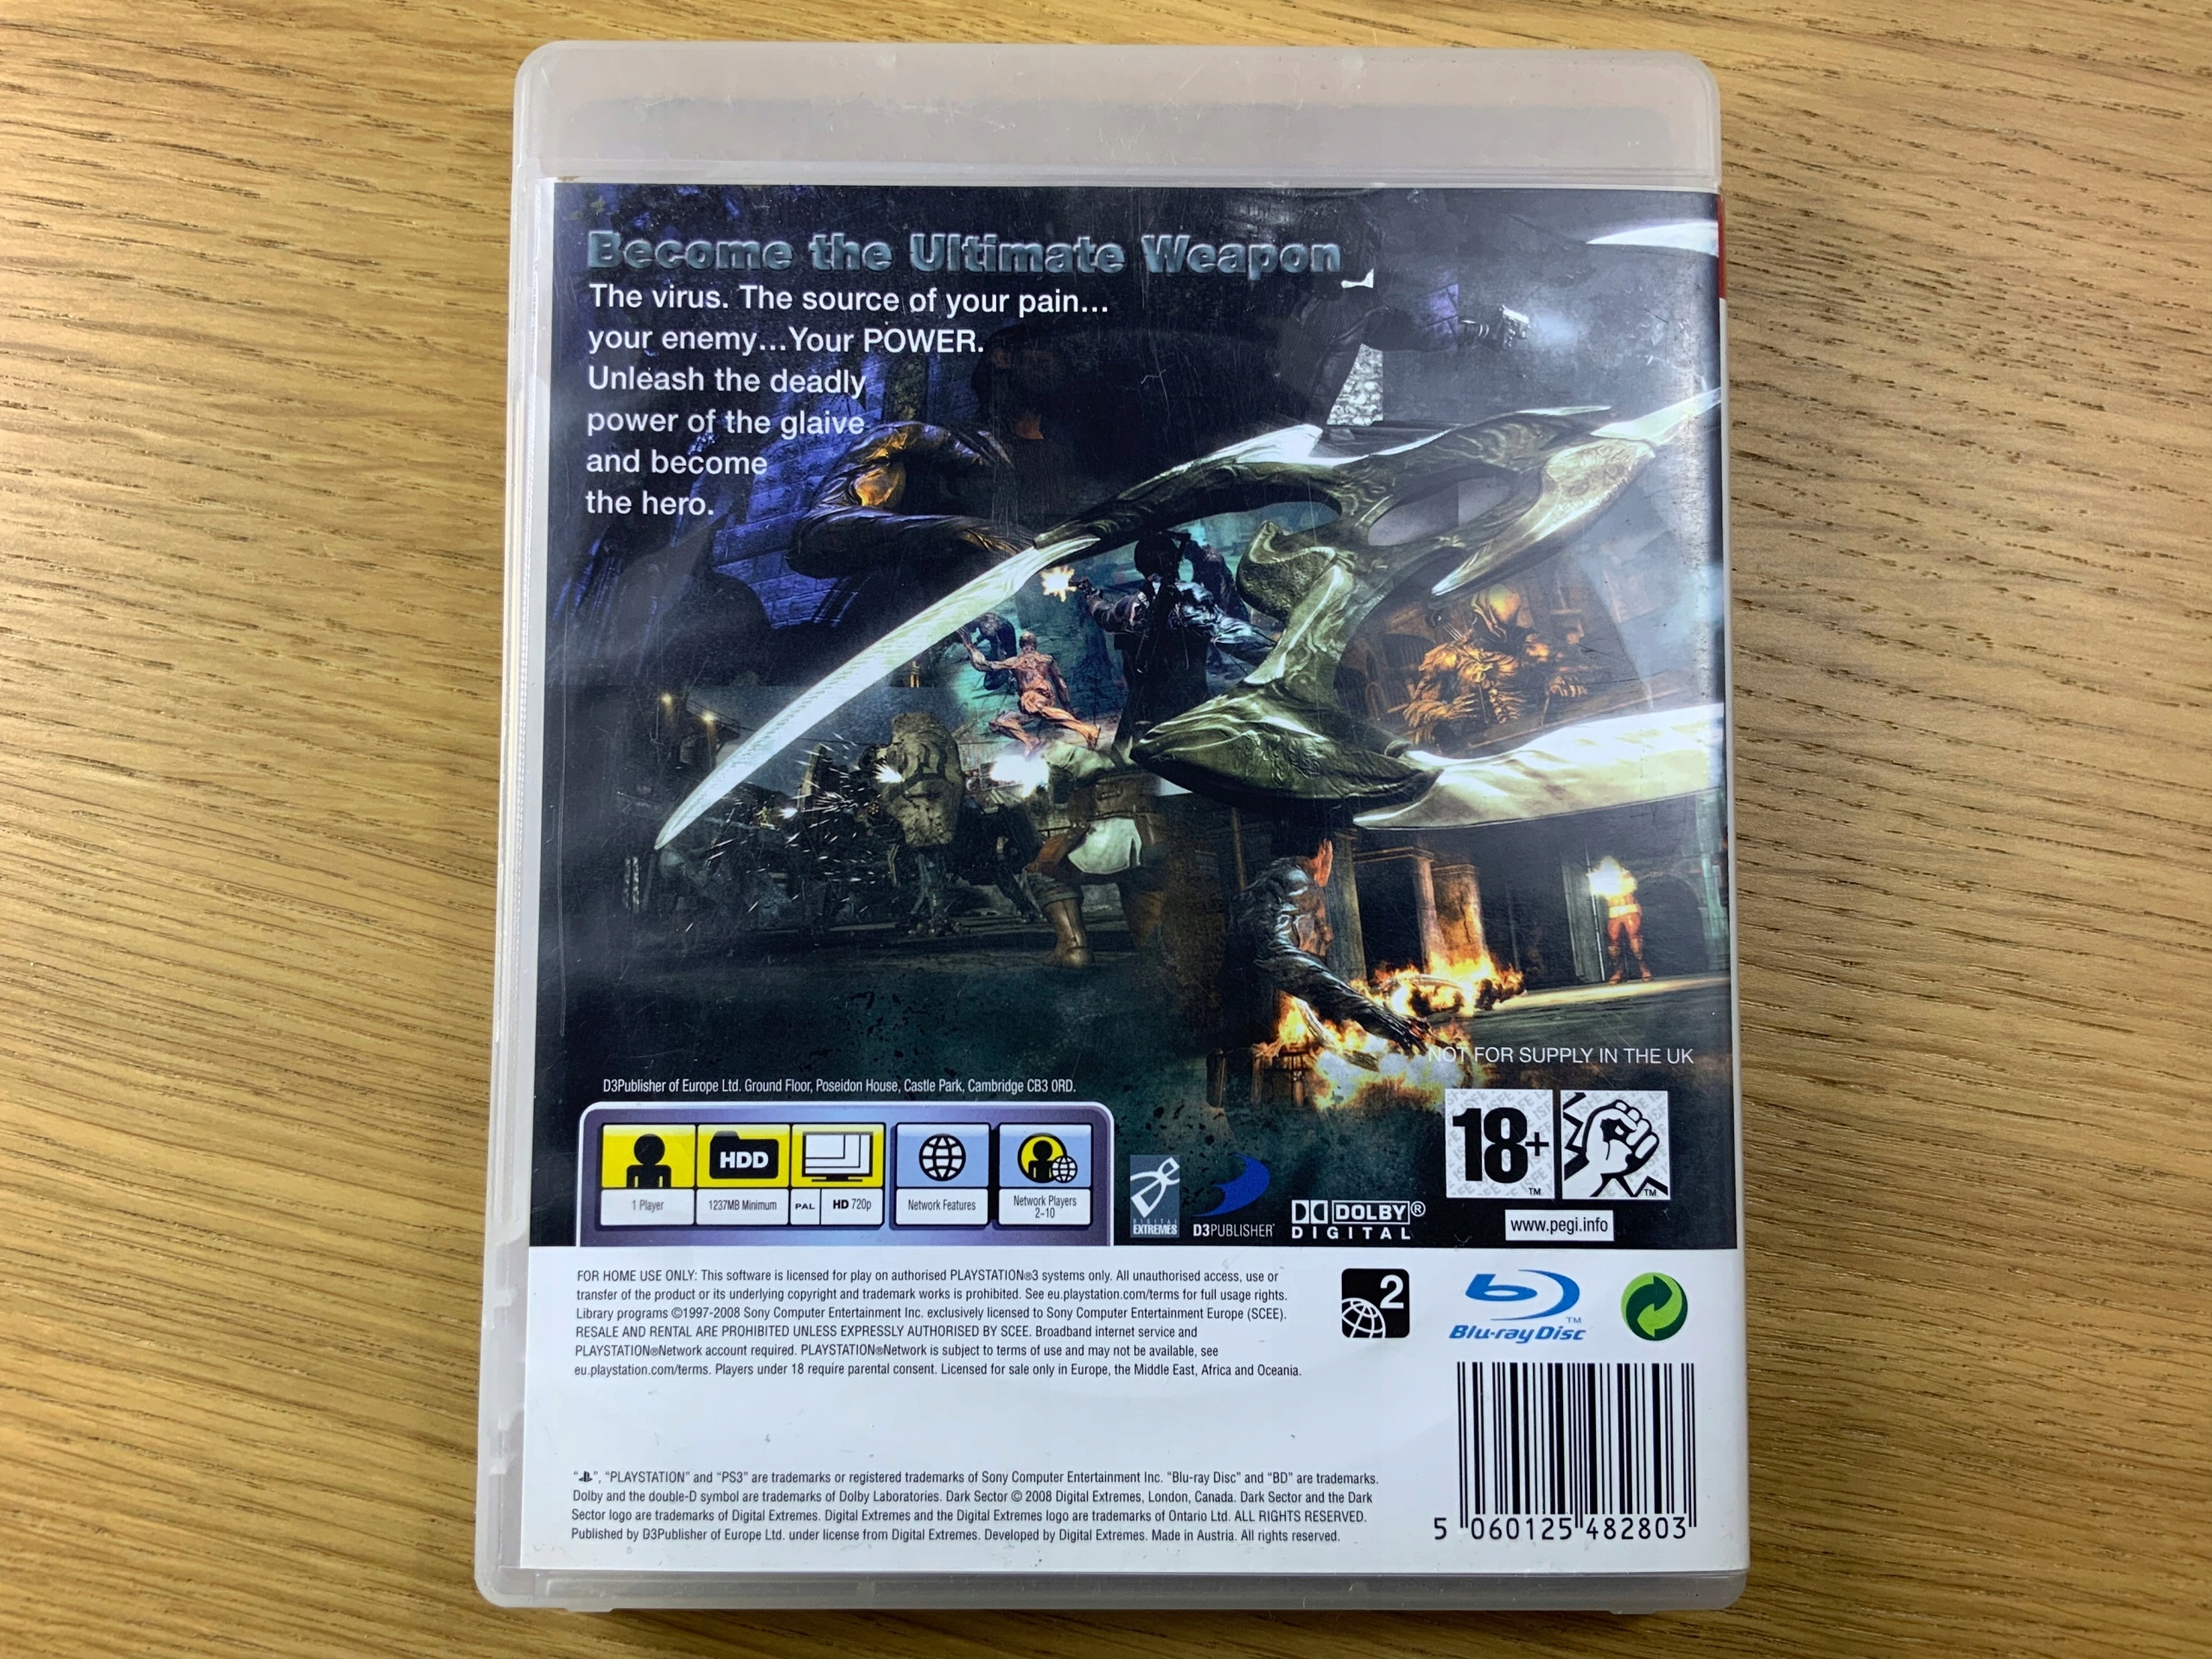 Become the Ultimate Weapon
The virus. The source of your pain...
your enemy...Your POWER.
Unleash the deadly
power of the glaive
and become
the hero.
NOT FOR SUPPLY IN THE UK
D3Publisher of Europe Ltd. Ground Floor, Poseidon House, Castle Park, Cambridge CB3 0RD.
HDD
1 Player
1237MB Minimum
PAL
HD 720p
Network Features
Network Players
2-10
DIGITAL
EXTREMES
D3PUBLISHER
DOLBY®
DIGITAL
18+™
™
www.pegi.info
FOR HOME USE ONLY: This software is licensed for play on authorised PLAYSTATION®3 systems only. All unauthorised access, use or
transfer of the product or its underlying copyright and trademark works is prohibited. See eu.playstation.com/terms for full usage rights.
Library programs ©1997-2008 Sony Computer Entertainment Inc. exclusively licensed to Sony Computer Entertainment Europe (SCEE).
RESALE AND RENTAL ARE PROHIBITED UNLESS EXPRESSLY AUTHORISED BY SCEE. Broadband internet service and
PLAYSTATION®Network account required. PLAYSTATION®Network is subject to terms of use and may not be available, see
eu.playstation.com/terms. Players under 18 require parental consent. Licensed for sale only in Europe, the Middle East, Africa and Oceania.
2
™
Blu-ray Disc
"PLAYSTATION" and "PS3" are trademarks or registered trademarks of Sony Computer Entertainment Inc. "Blu-ray Disc" and "BD" are trademarks.
Dolby and the double-D symbol are trademarks of Dolby Laboratories. Dark Sector © 2008 Digital Extremes, London, Canada. Dark Sector and the Dark
Sector logo are trademarks of Digital Extremes. Digital Extremes and the Digital Extremes logo are trademarks of Ontario Ltd. ALL RIGHTS RESERVED.
Published by D3Publisher of Europe Ltd. under license from Digital Extremes. Developed by Digital Extremes. Made in Austria. All rights reserved.
5 060125 482803